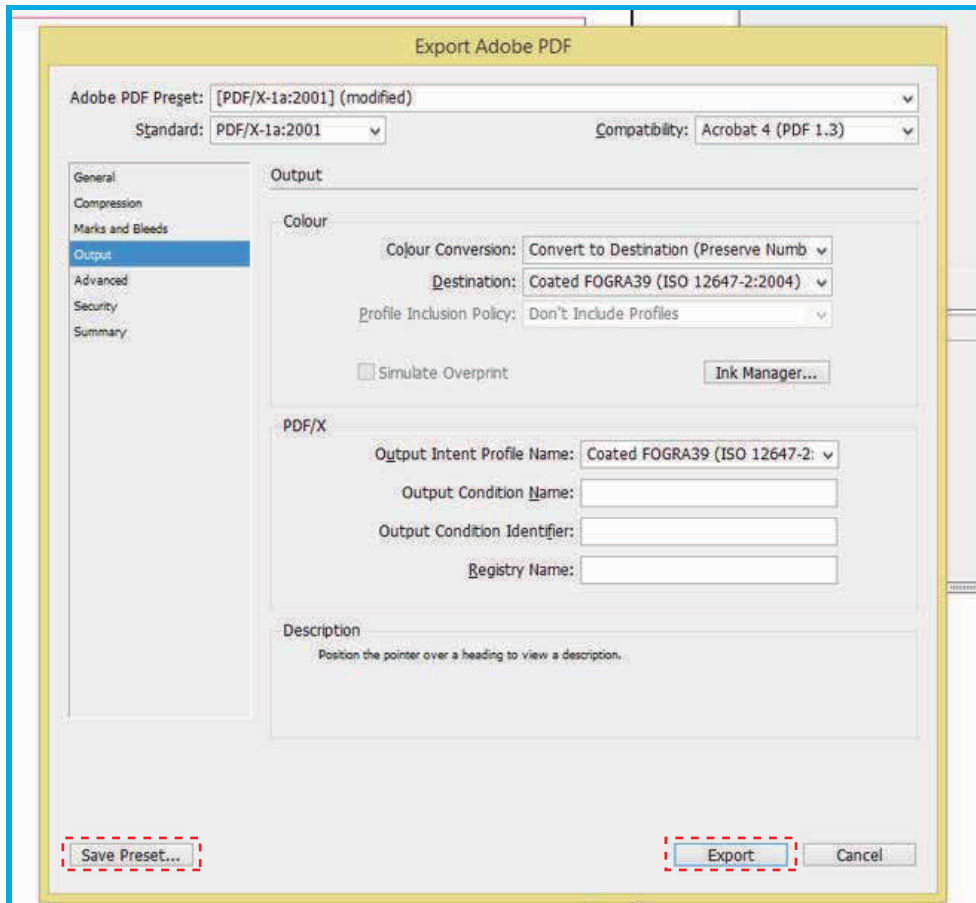 Export Adobe PDF
Adobe PDF Preset: [PDF/X-1a:2001] (modified)
Standard: PDF/X-1a:2001 Compatibility: Acrobat 4 (PDF 1.3)
General
Compression
Marks and Bleeds
Output
Advanced
Security
Summary
Output
Colour
Colour Conversion: Convert to Destination (Preserve Numb
Destination: Coated FOGRA39 (ISO 12647-2:2004)
Profile Inclusion Policy: Don't Include Profiles
Simulate Overprint Ink Manager...
PDF/X
Output Intent Profile Name: Coated FOGRA39 (ISO 12647-2:
Output Condition Name:
Output Condition Identifier:
Registry Name:
Description
Position the pointer over a heading to view a description.
Save Preset... Export Cancel